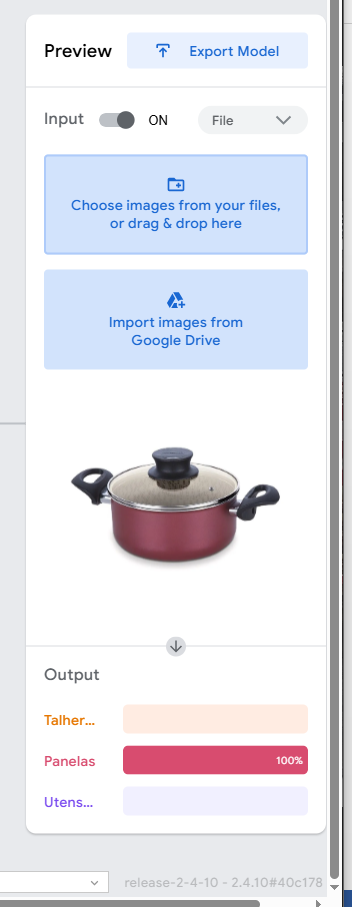 Preview
Export Model
Input
ON
File
Choose images from your files,
or drag & drop here
Import images from
Google Drive
Output
Talher...
Panelas
100%
Utens...
release-2-4-10 - 2.4.10#40c178